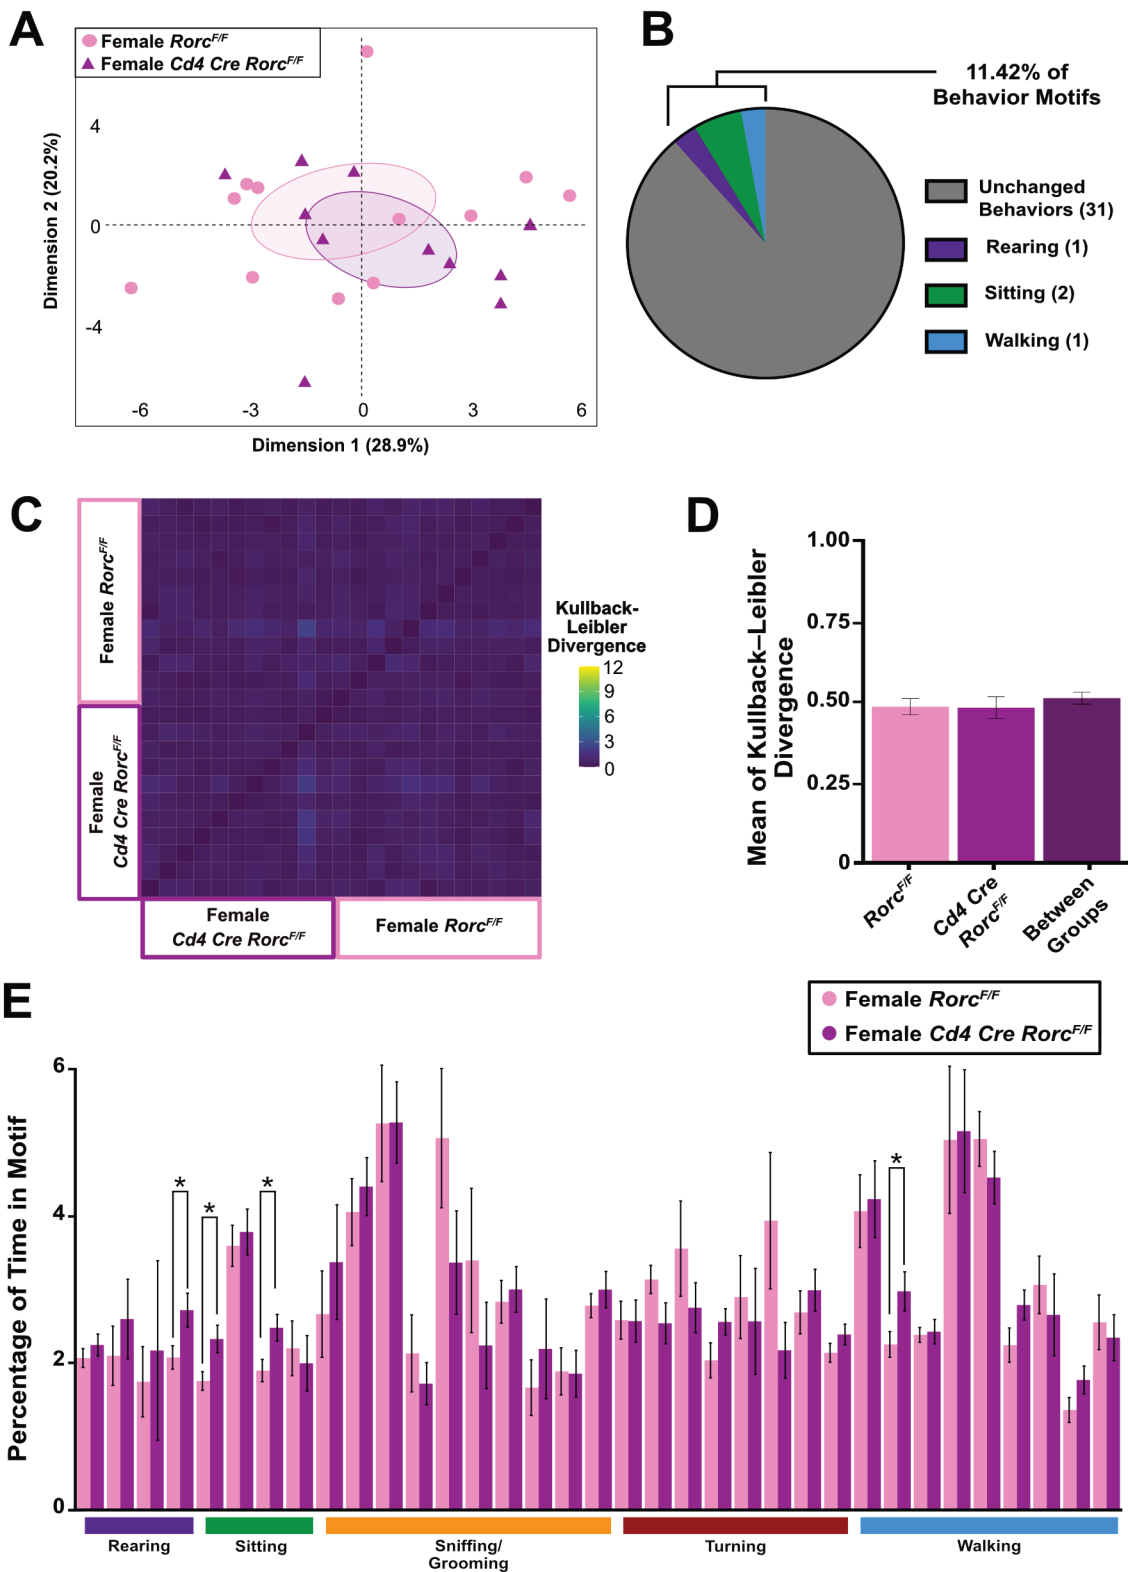 A
Female Rorc^F/F
Female Cd4 Cre Rorc^F/F
Dimension 2 (20.2%)
4
0
-4
-6
-3
0
3
6
Dimension 1 (28.9%)
B
11.42% of
Behavior Motifs
Unchanged
Behaviors (31)
Rearing (1)
Sitting (2)
Walking (1)
C
Female Rorc^F/F
Female
Cd4 Cre Rorc^F/F
Female
Cd4 Cre Rorc^F/F
Female Rorc^F/F
Kullback-
Leibler
Divergence
12
9
6
3
0
D
Mean of Kullback–Leibler
Divergence
1.00
0.75
0.50
0.25
0
Rorc^F/F
Cd4 Cre
Rorc^F/F
Between
Groups
E
Female Rorc^F/F
Female Cd4 Cre Rorc^F/F
Percentage of Time in Motif
6
4
2
0
*
*
*
*
Rearing
Sitting
Sniffing/
Grooming
Turning
Walking